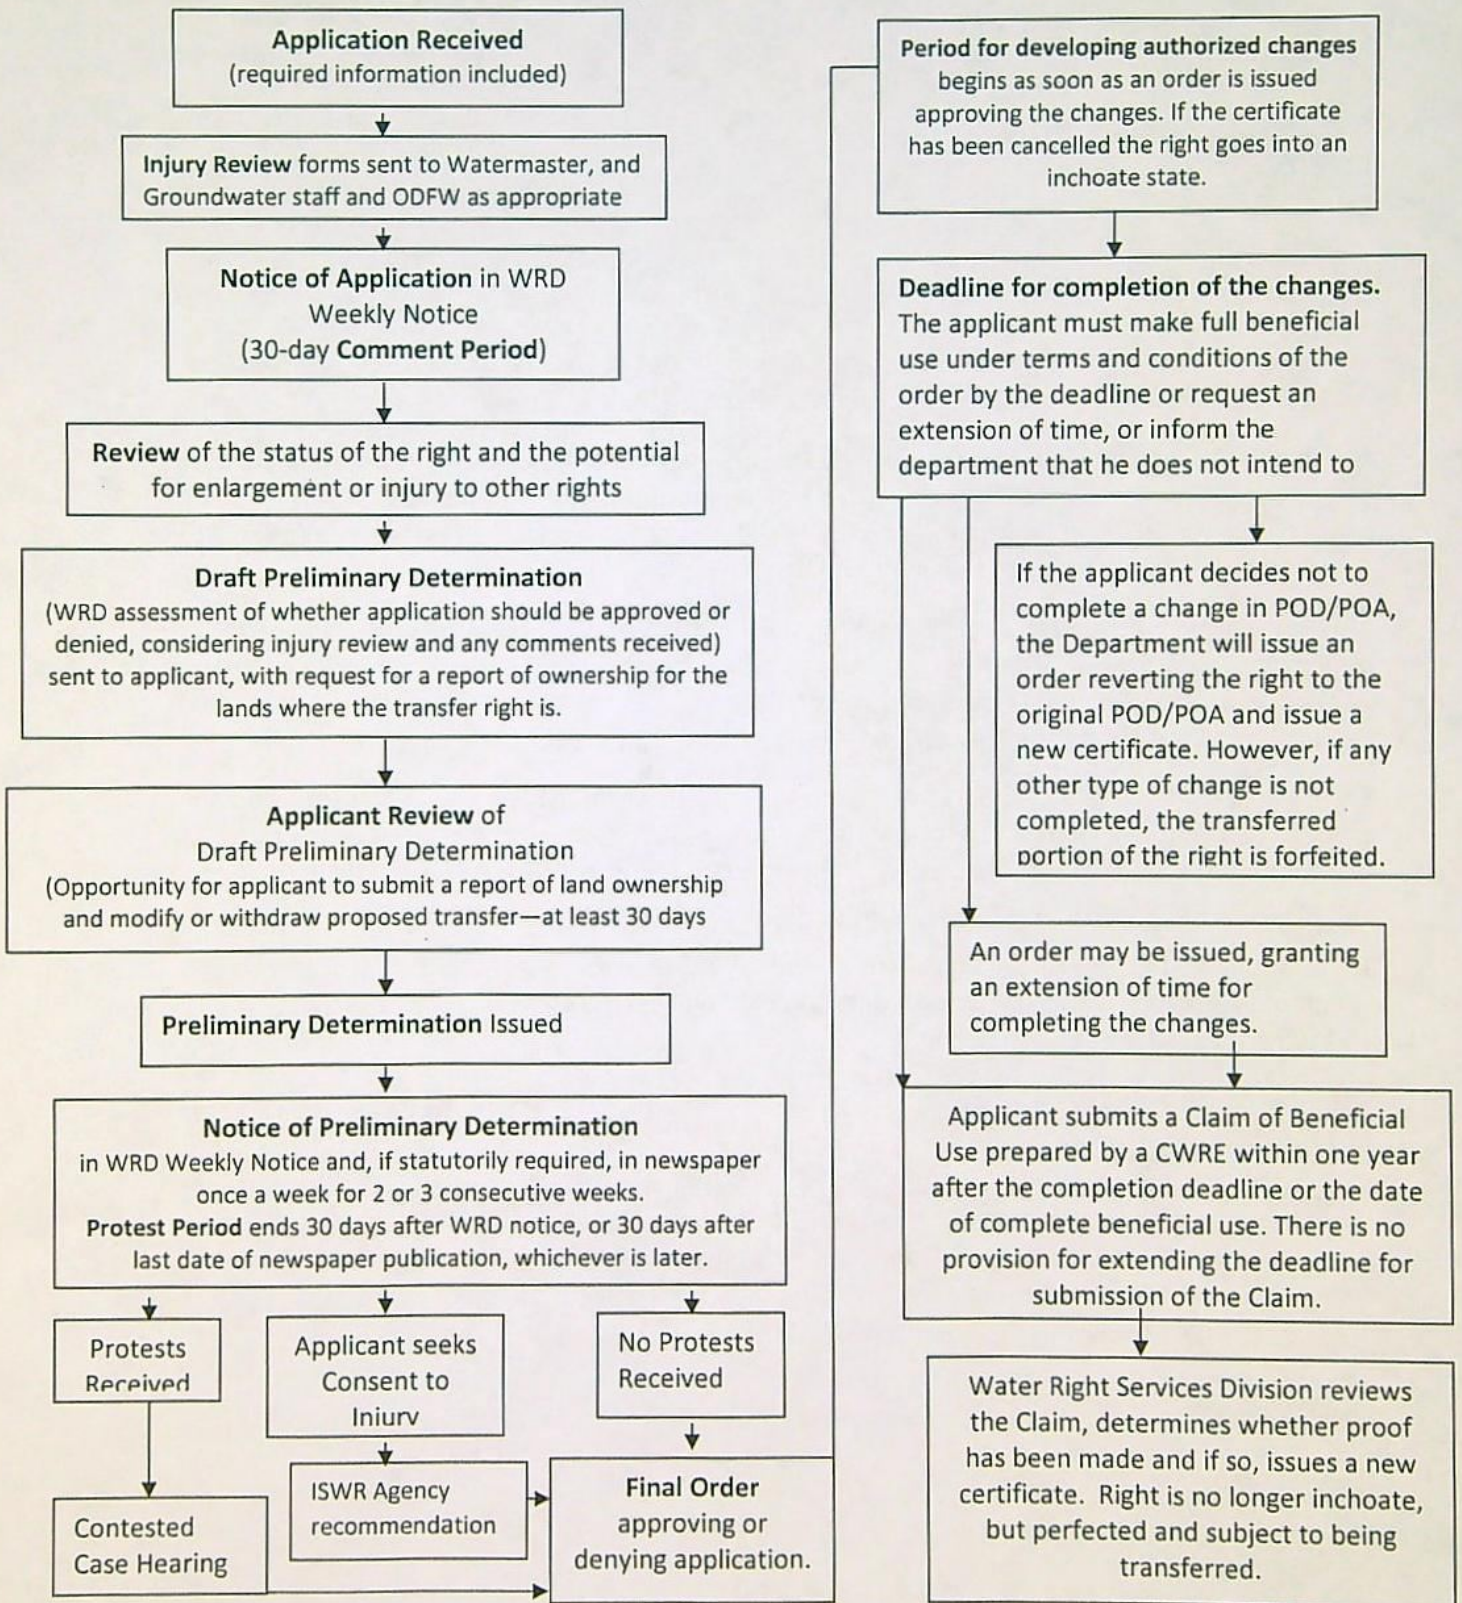 Application Received
(required information included)
Injury Review forms sent to Watermaster, and
Groundwater staff and ODFW as appropriate
Notice of Application in WRD
Weekly Notice
(30-day Comment Period)
Review of the status of the right and the potential
for enlargement or injury to other rights
Draft Preliminary Determination
(WRD assessment of whether application should be approved or
denied, considering injury review and any comments received)
sent to applicant, with request for a report of ownership for the
lands where the transfer right is.
Applicant Review of
Draft Preliminary Determination
(Opportunity for applicant to submit a report of land ownership
and modify or withdraw proposed transfer—at least 30 days
Preliminary Determination Issued
Notice of Preliminary Determination
in WRD Weekly Notice and, if statutorily required, in newspaper
once a week for 2 or 3 consecutive weeks.
Protest Period ends 30 days after WRD notice, or 30 days after
last date of newspaper publication, whichever is later.
Protests
Received
Applicant seeks
Consent to
Injury
No Protests
Received
Contested
Case Hearing
ISWR Agency
recommendation
Final Order
approving or
denying application.
Period for developing authorized changes
begins as soon as an order is issued
approving the changes. If the certificate
has been cancelled the right goes into an
inchoate state.
Deadline for completion of the changes.
The applicant must make full beneficial
use under terms and conditions of the
order by the deadline or request an
extension of time, or inform the
department that he does not intend to
If the applicant decides not to
complete a change in POD/POA,
the Department will issue an
order reverting the right to the
original POD/POA and issue a
new certificate. However, if any
other type of change is not
completed, the transferred
portion of the right is forfeited.
An order may be issued, granting
an extension of time for
completing the changes.
Applicant submits a Claim of Beneficial
Use prepared by a CWRE within one year
after the completion deadline or the date
of complete beneficial use. There is no
provision for extending the deadline for
submission of the Claim.
Water Right Services Division reviews
the Claim, determines whether proof
has been made and if so, issues a new
certificate. Right is no longer inchoate,
but perfected and subject to being
transferred.